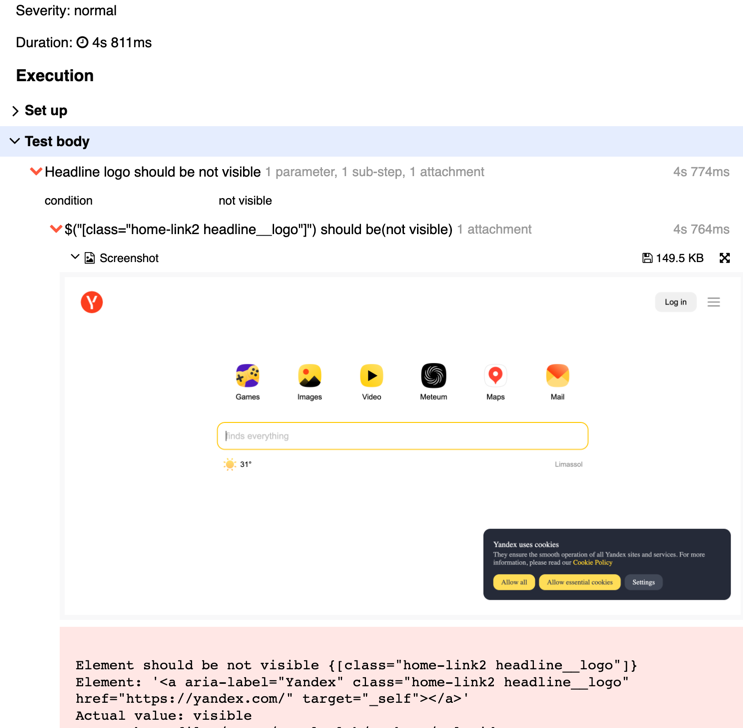 Severity: normal
Duration: 4s 811ms
Execution
Set up
Test body
Headline logo should be not visible 1 parameter, 1 sub-step, 1 attachment 4s 774ms
condition not visible
$("[class="home-link2 headline__logo"]") should be(not visible) 1 attachment 4s 764ms
Screenshot 149.5 KB
Y Log in
Games Images Video Meteum Maps Mail
finds everything
31° Limassol
Yandex uses cookies
They ensure the smooth operation of all Yandex sites and services. For more
information, please read our Cookie Policy
Allow all Allow essential cookies Settings
Element should be not visible {[class="home-link2 headline__logo"]}
Element: '<a aria-label="Yandex" class="home-link2 headline__logo"
href="https://yandex.com/" target="_self"></a>'
Actual value: visible